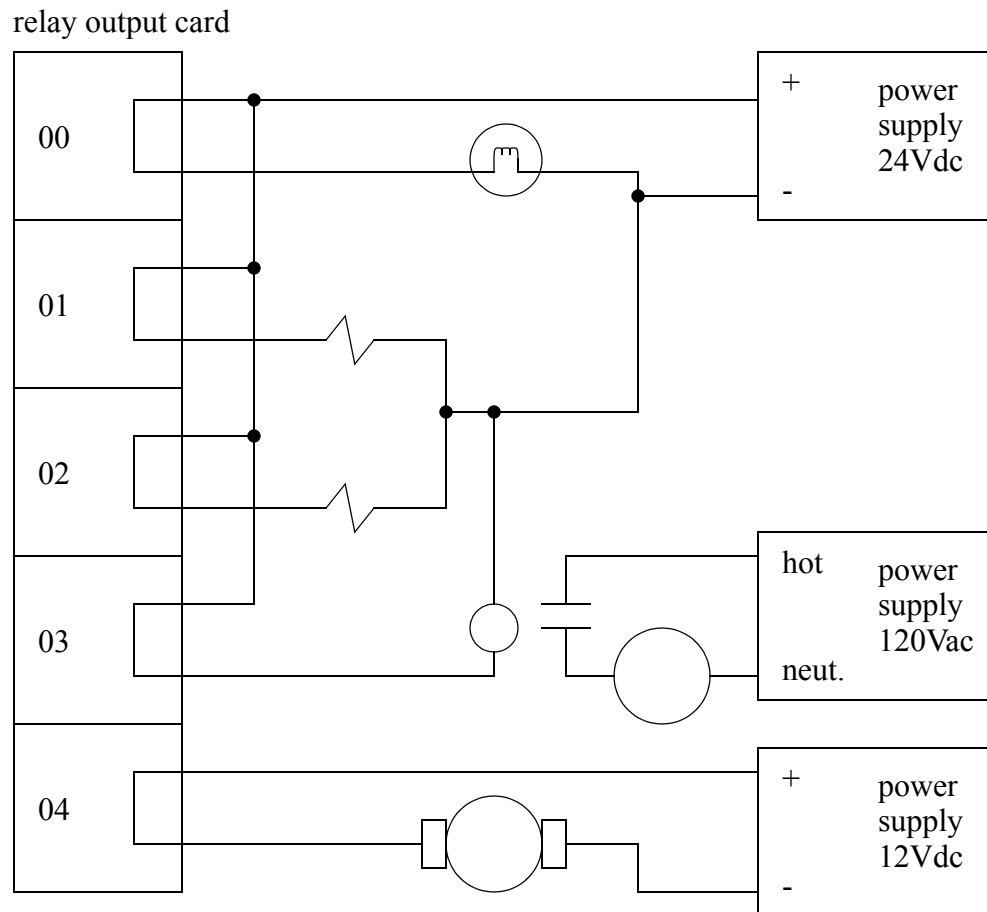 relay output card
00
+
power
supply
24Vdc
-
01
02
hot
power
supply
120Vac
neut.
03
04
+
power
supply
12Vdc
-